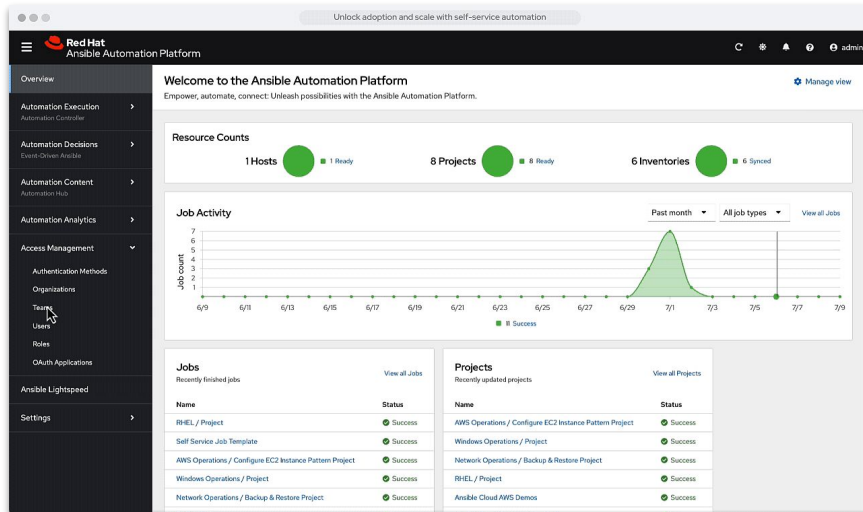 Unlock adoption and scale with self-service automation
Red Hat
Ansible Automation Platform
admin
Overview
Automation Execution
Automation Controller
Automation Decisions
Event-Driven Ansible
Automation Content
Automation Hub
Automation Analytics
Access Management
Authentication Methods
Organizations
Teams
Users
Roles
OAuth Applications
Ansible Lightspeed
Settings
Welcome to the Ansible Automation Platform
Manage view
Empower, automate, connect: Unleash possibilities with the Ansible Automation Platform.
Resource Counts
1 Hosts 1 Ready 8 Projects 8 Ready 6 Inventories 6 Synced
Job Activity
Past month All job types View all Jobs
Job count
7
6
5
4
3
2
1
6/9 6/11 6/13 6/15 6/17 6/19 6/21 6/23 6/25 6/27 6/29 7/1 7/3 7/5 7/7 7/9
11 Success
Jobs
Recently finished jobs
View all Jobs
Name Status
RHEL / Project Success
Self Service Job Template Success
AWS Operations / Configure EC2 Instance Pattern Project Success
Windows Operations / Project Success
Network Operations / Backup & Restore Project Success
Projects
Recently updated projects
View all Projects
Name Status
AWS Operations / Configure EC2 Instance Pattern Project Success
Windows Operations / Project Success
Network Operations / Backup & Restore Project Success
RHEL / Project Success
Ansible Cloud AWS Demos Success